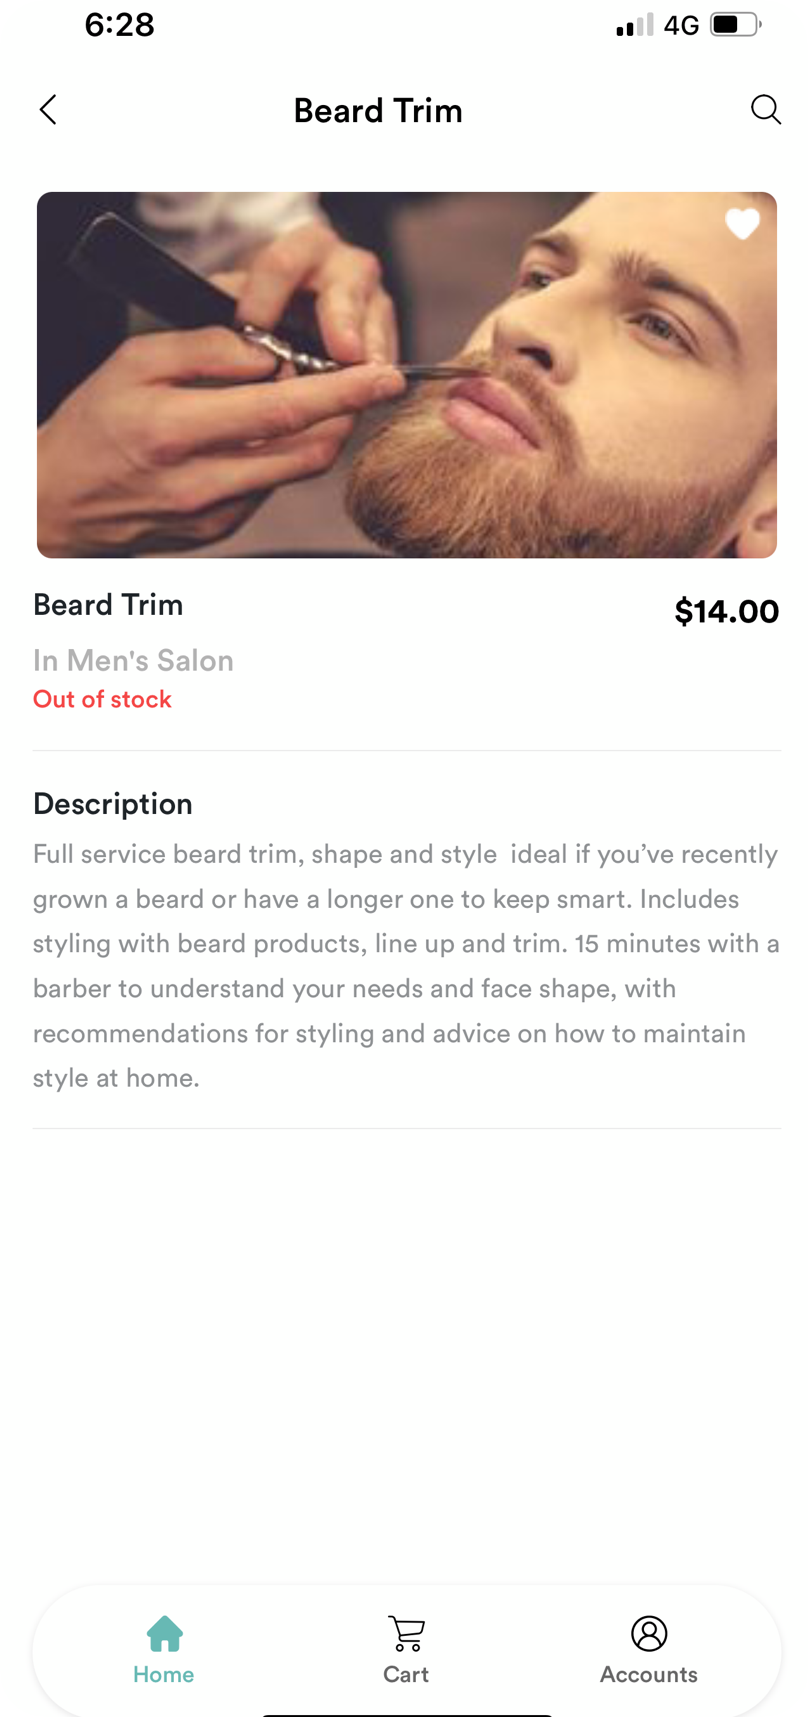 6:28
4G
Beard Trim
Beard Trim
$14.00
In Men's Salon
Out of stock
Description
Full service beard trim, shape and style  ideal if you’ve recently
grown a beard or have a longer one to keep smart. Includes
styling with beard products, line up and trim. 15 minutes with a
barber to understand your needs and face shape, with
recommendations for styling and advice on how to maintain
style at home.
Home
Cart
Accounts